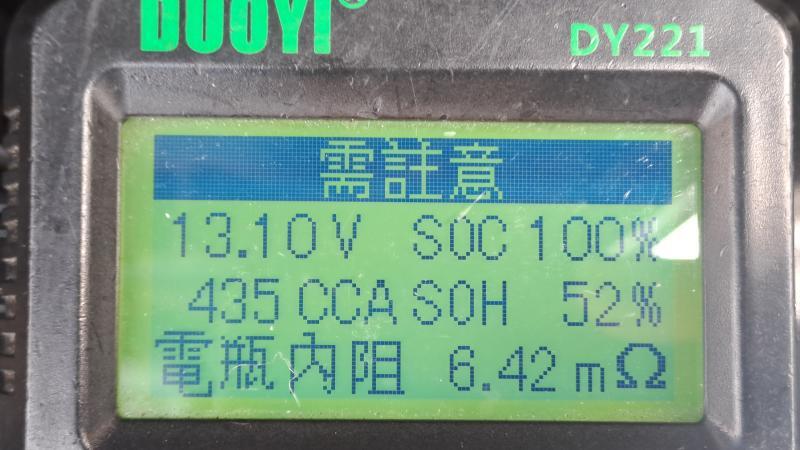 DUOYI®
DY221
需註意
13.10V SOC 100%
435 CCA SOH 52%
電瓶內阻 6.42 mΩ